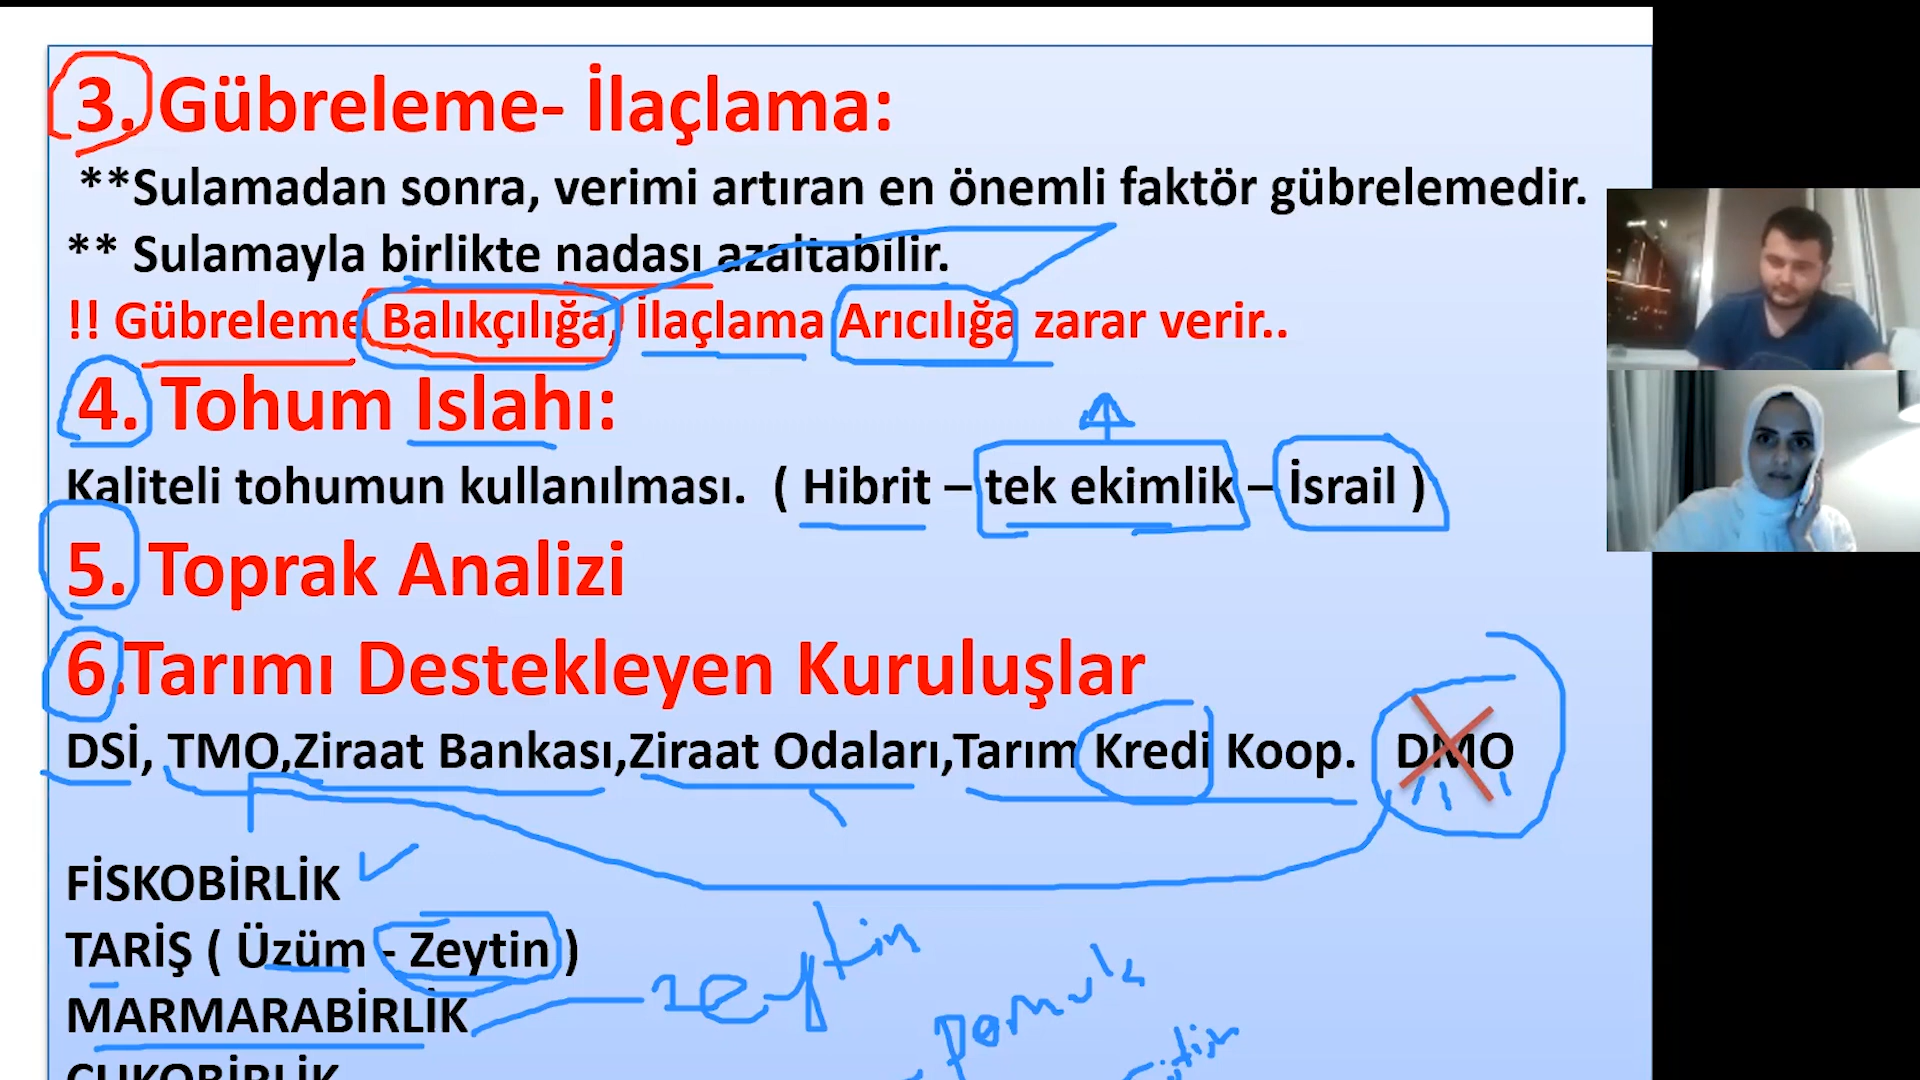 3. Gübreleme- İlaçlama:
**Sulamadan sonra, verimi artıran en önemli faktör gübrelemedir.
** Sulamayla birlikte nadası azaltabilir.
!! Gübreleme Balıkçılığa, İlaçlama Arıcılığa zarar verir..
4. Tohum Islahı:
Kaliteli tohumun kullanılması. ( Hibrit – tek ekimlik – İsrail )
5. Toprak Analizi
6.Tarımı Destekleyen Kuruluşlar
DSİ, TMO,Ziraat Bankası,Ziraat Odaları,Tarım Kredi Koop. DMO
FİSKOBİRLİK
TARİŞ ( Üzüm - Zeytin )
MARMARABİRLİK zeytin
pamuk
ÇUKOBİRLİK